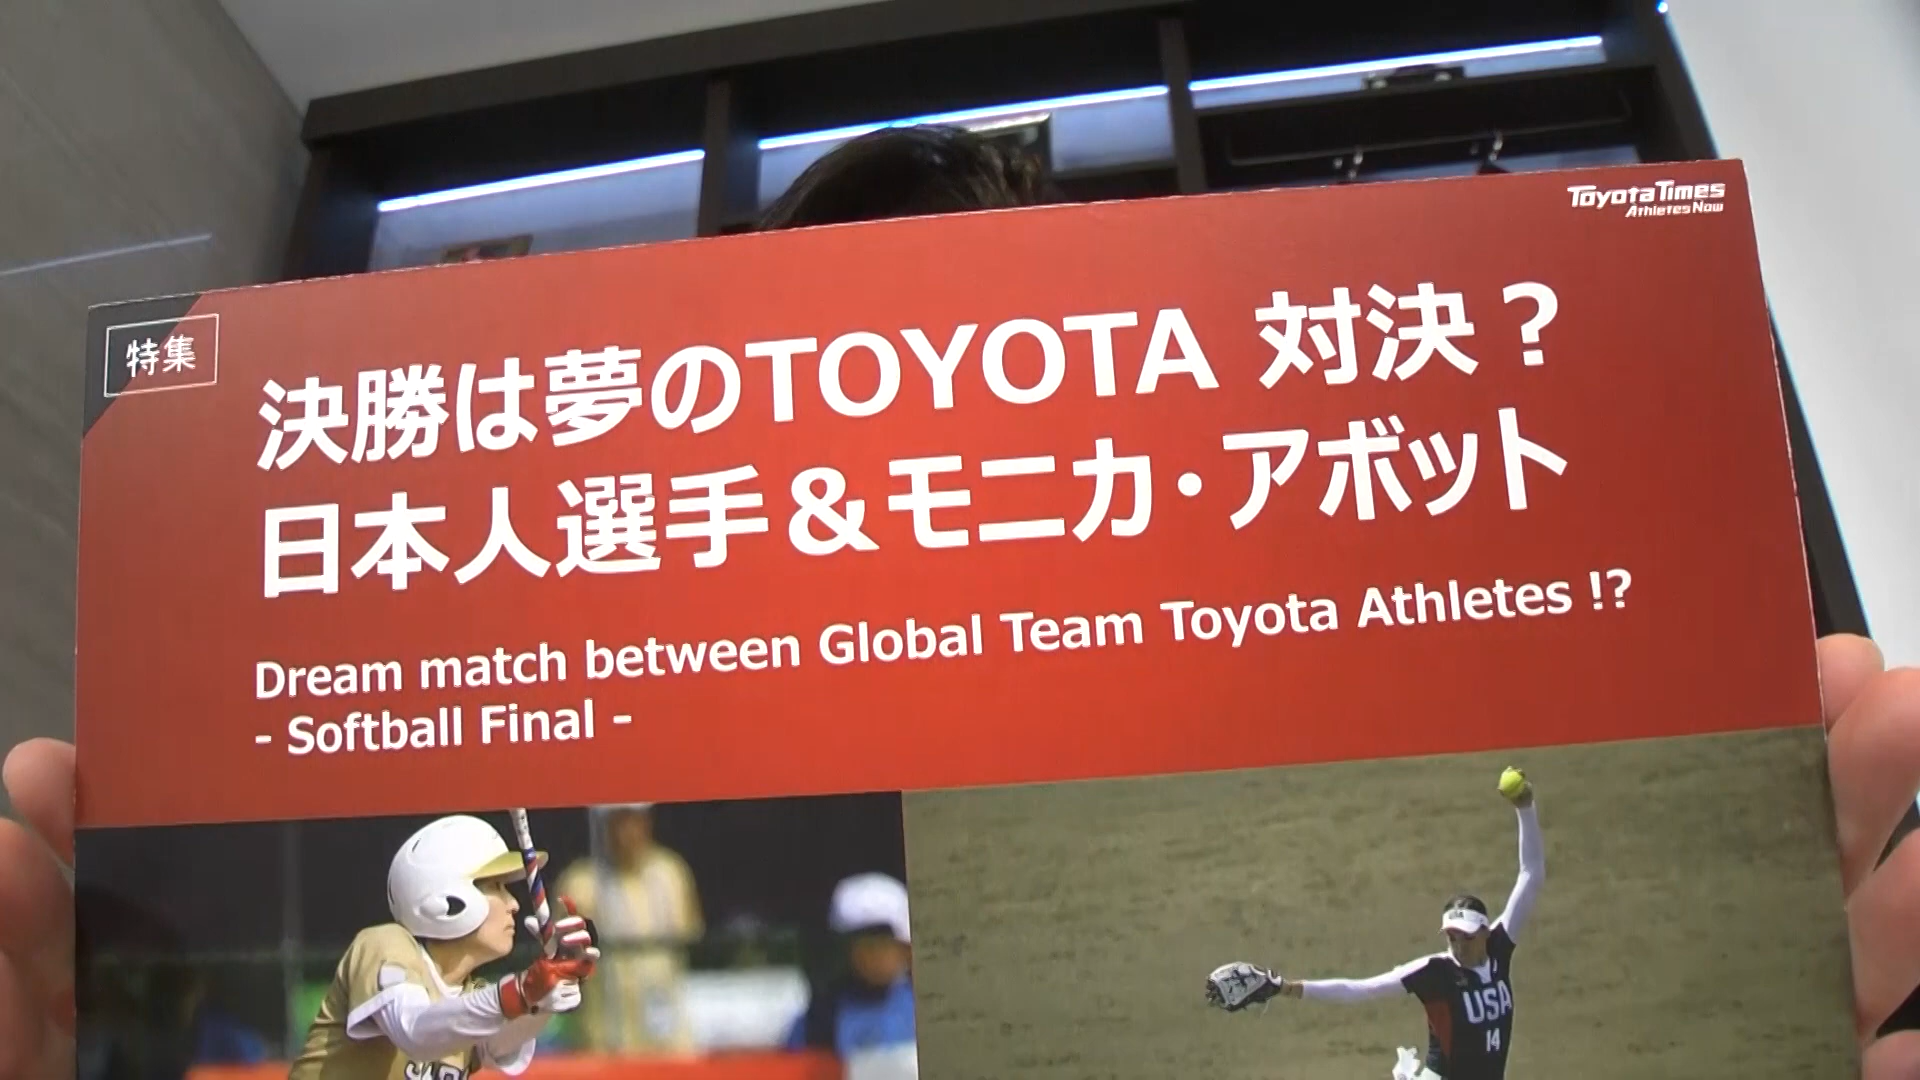 Toyota Times
Athletes Now
特集
決勝は夢のTOYOTA 対決？
日本人選手＆モニカ・アボット
Dream match between Global Team Toyota Athletes !?
- Softball Final -
USA
USA
14